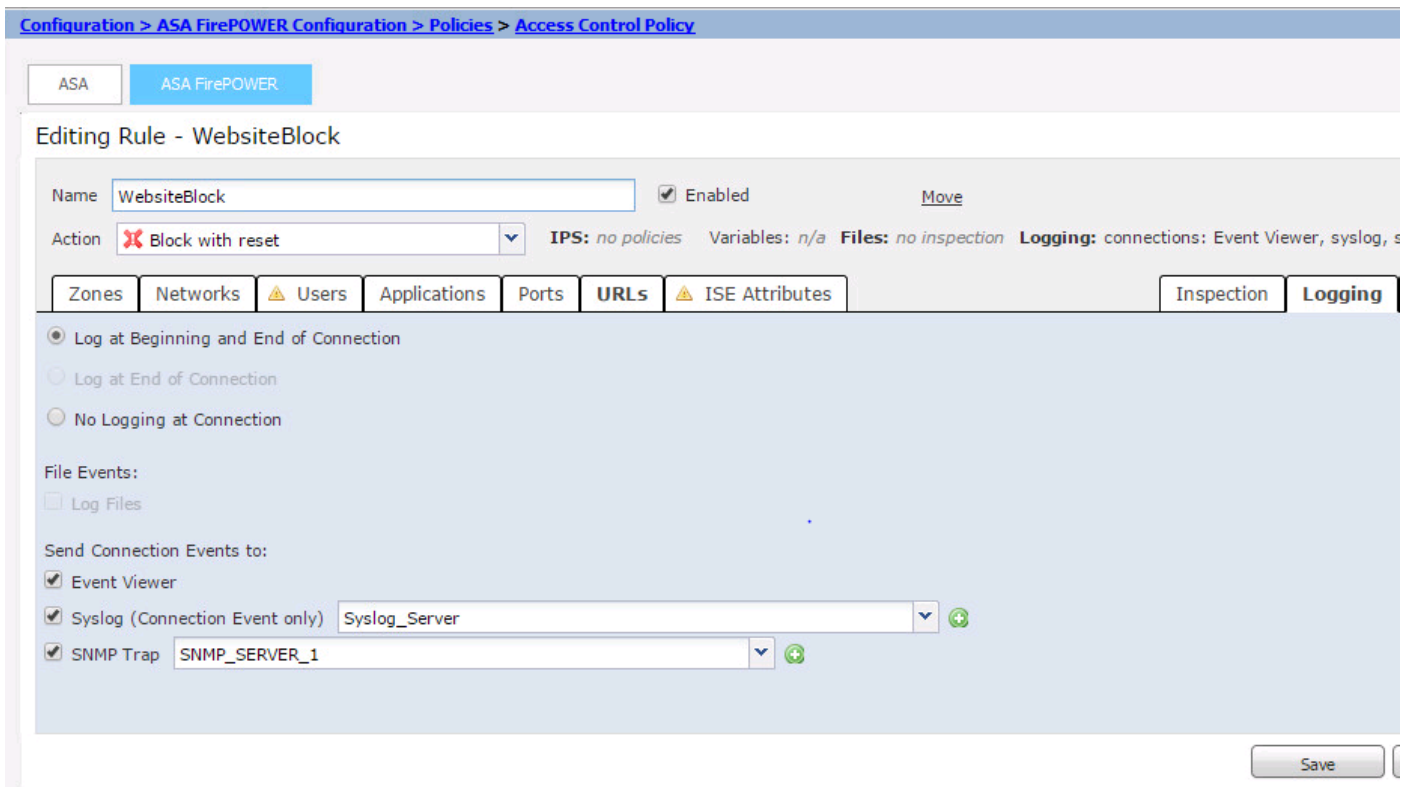 Configuration > ASA FirePOWER Configuration > Policies > Access Control Policy
ASA ASA FirePOWER
Editing Rule - WebsiteBlock
Name WebsiteBlock Enabled Move
Action Block with reset IPS: no policies Variables: n/a Files: no inspection Logging: connections: Event Viewer, syslog, s
Zones Networks Users Applications Ports URLs ISE Attributes Inspection Logging
Log at Beginning and End of Connection
Log at End of Connection
No Logging at Connection
File Events:
Log Files
Send Connection Events to:
Event Viewer
Syslog (Connection Event only) Syslog_Server
SNMP Trap SNMP_SERVER_1
Save